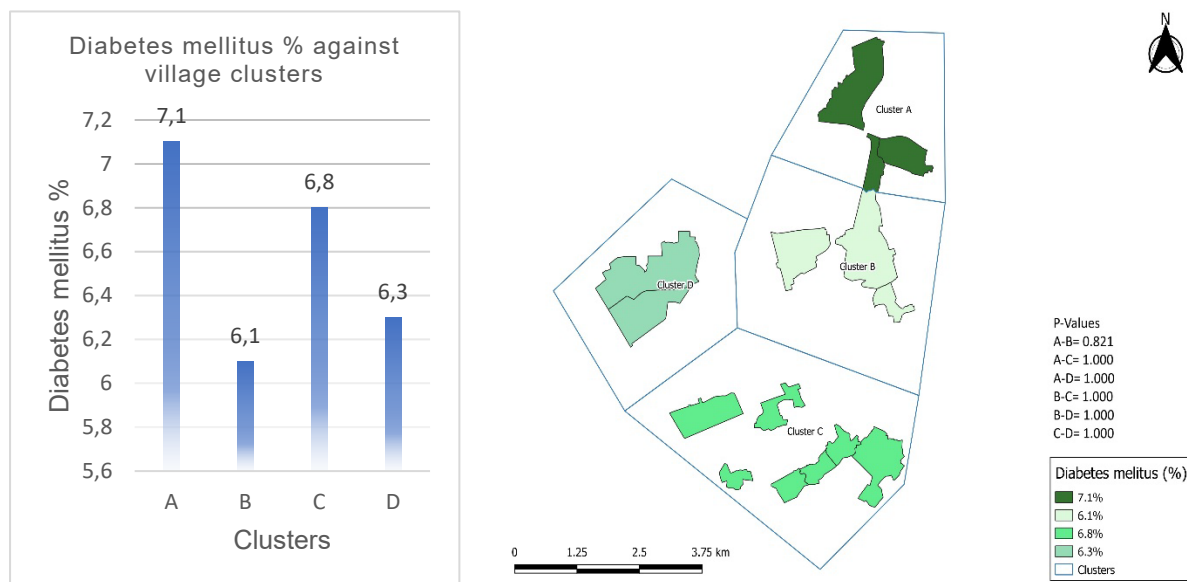 Diabetes mellitus % against
village clusters
Diabetes mellitus %
7,2
7
6,8
6,6
6,4
6,2
6
5,8
5,6
7,1
6,1
6,8
6,3
A
B
C
D
Clusters
N
Cluster A
Cluster B
Cluster D
Cluster C
0
1.25
2.5
3.75 km
P-Values
A-B= 0.821
A-C= 1.000
A-D= 1.000
B-C= 1.000
B-D= 1.000
C-D= 1.000
Diabetes melitus (%)
7.1%
6.1%
6.8%
6.3%
Clusters